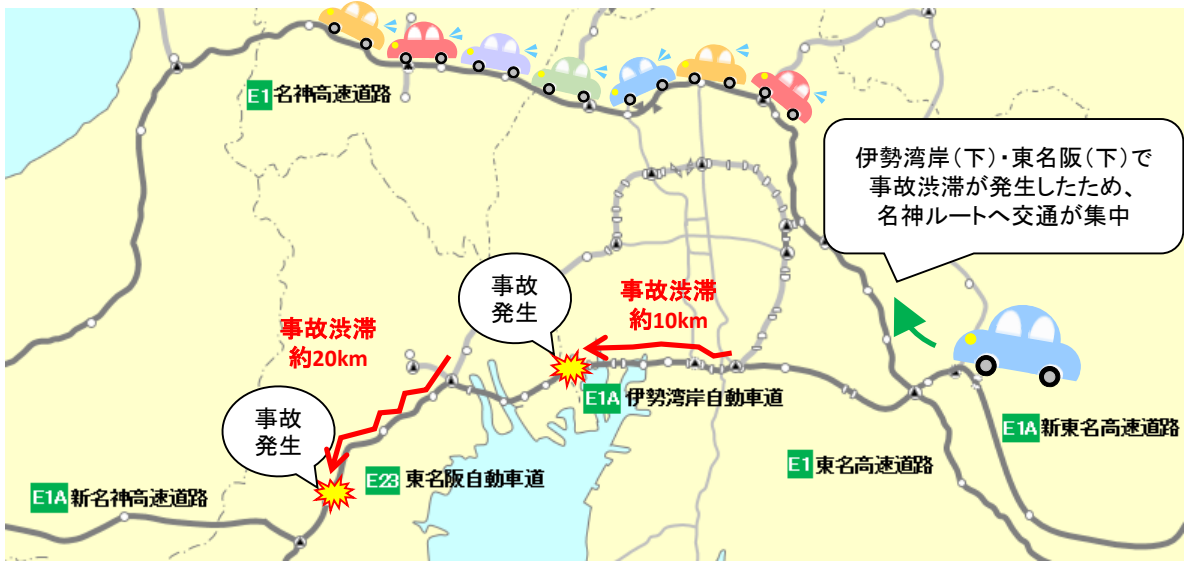 E1 名神高速道路
伊勢湾岸(下)・東名阪(下)で
事故渋滞が発生したため、
名神ルートへ交通が集中
事故
発生
事故渋滞
約10km
事故渋滞
約20km
E1A 伊勢湾岸自動車道
事故
発生
E1A 新東名高速道路
E1 東名高速道路
E23 東名阪自動車道
E1A 新名神高速道路